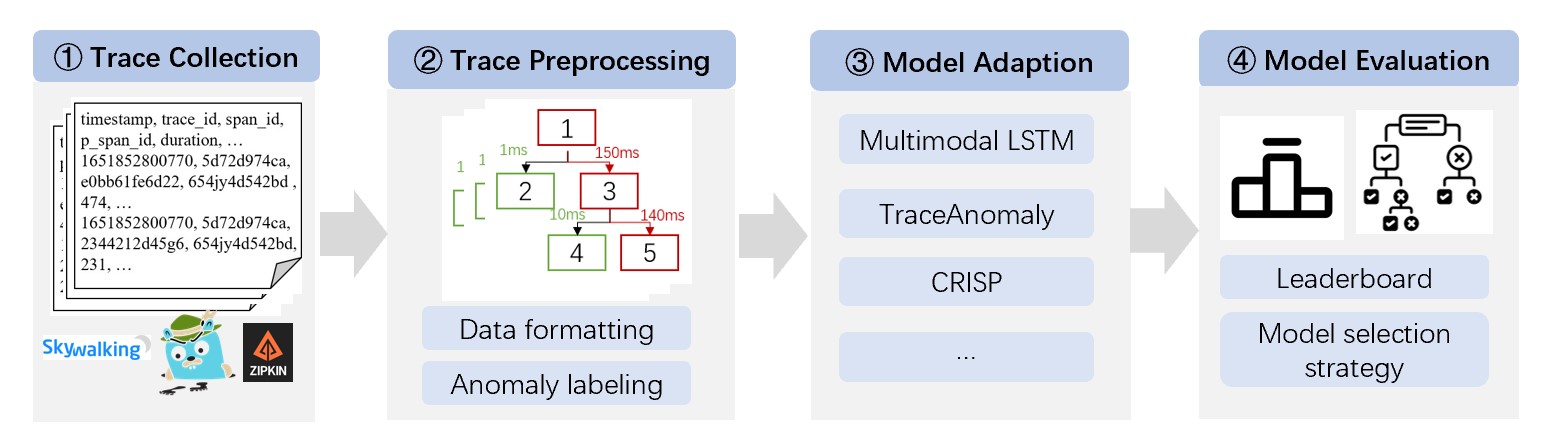 ① Trace Collection
timestamp, trace_id, span_id,
p_span_id, duration, …
1651852800770, 5d72d974ca,
e0bb61fe6d22, 654jy4d542bd ,
474, …
1651852800770, 5d72d974ca,
2344212d45g6, 654jy4d542bd,
231, …
Skywalking
ZIPKIN
② Trace Preprocessing
1
1ms
150ms
1
1
2
3
10ms
140ms
4
5
Data formatting
Anomaly labeling
③ Model Adaption
Multimodal LSTM
TraceAnomaly
CRISP
...
④ Model Evaluation
Leaderboard
Model selection
strategy